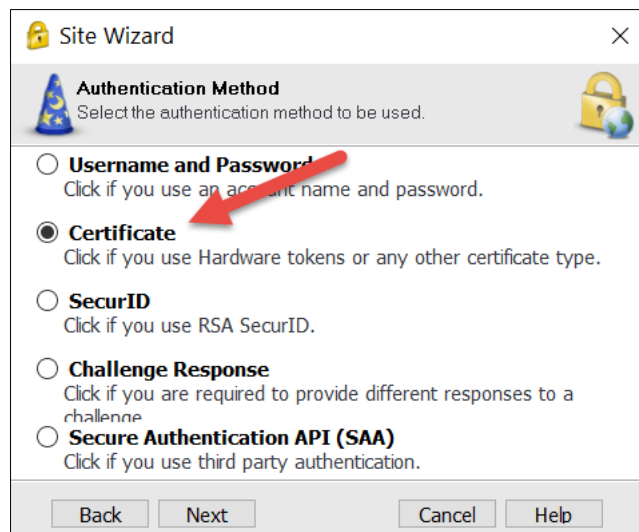 Site Wizard
Authentication Method
Select the authentication method to be used.
Username and Password
Click if you use an account name and password.
Certificate
Click if you use Hardware tokens or any other certificate type.
SecurID
Click if you use RSA SecurID.
Challenge Response
Click if you are required to provide different responses to a
challenge
Secure Authentication API (SAA)
Click if you use third party authentication.
Back Next Cancel Help